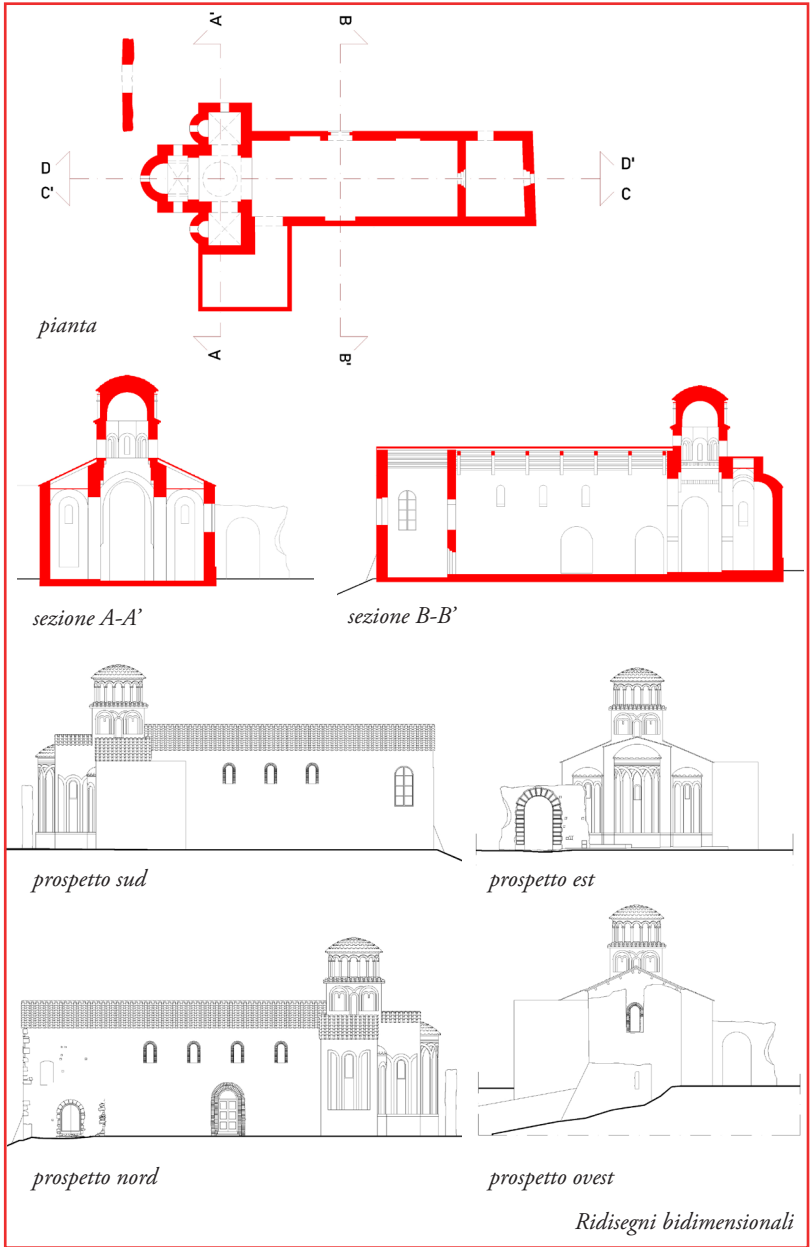 A'
B
D
C'
D'
C
pianta
A
B'
sezione A-A’
sezione B-B’
prospetto sud
prospetto est
prospetto nord
prospetto ovest
Ridisegni bidimensionali